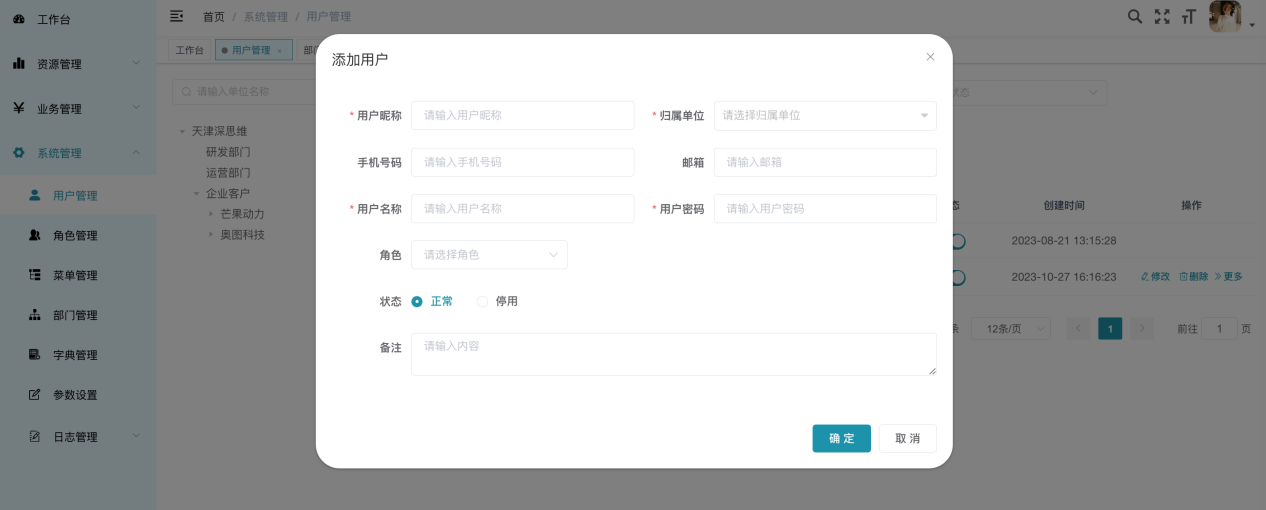 工作台
资源管理
业务管理
系统管理
用户管理
角色管理
菜单管理
部门管理
字典管理
参数设置
日志管理
首页 / 系统管理 / 用户管理
工作台
用户管理 ×
部门
请输入单位名称
天津深思维
研发部门
运营部门
企业客户
芒果动力
奥图科技
添加用户
* 用户昵称 请输入用户昵称
* 归属单位 请选择归属单位
手机号码 请输入手机号码
邮箱 请输入邮箱
* 用户名称 请输入用户名称
* 用户密码 请输入用户密码
角色 请选择角色
状态 正常 停用
备注 请输入内容
确 定 取 消
状态
态 创建时间 操作
2023-08-21 13:15:28
2023-10-27 16:16:23 修改 删除 更多
条 12条/页 < 1 > 前往 1 页